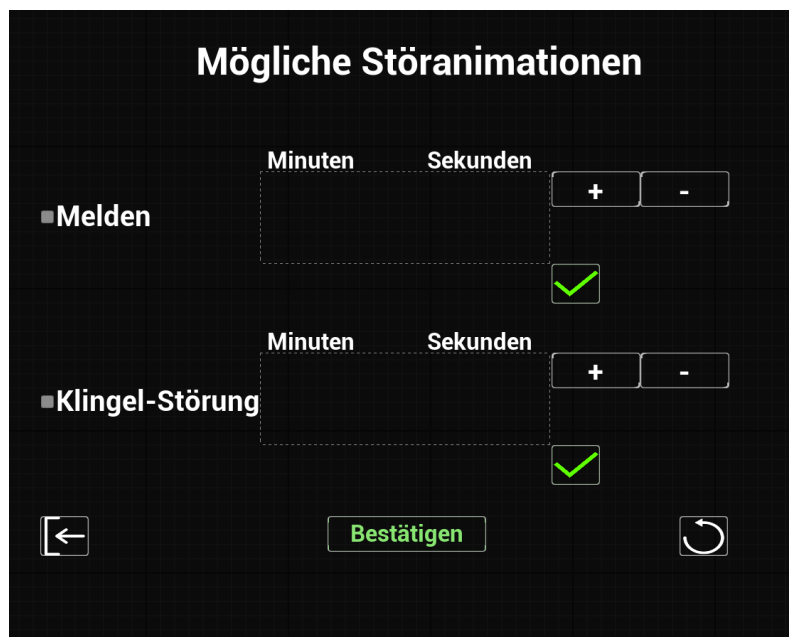 Mögliche Störanimationen
Minuten Sekunden
+ -
Melden
Minuten Sekunden
+ -
Klingel-Störung
Bestätigen